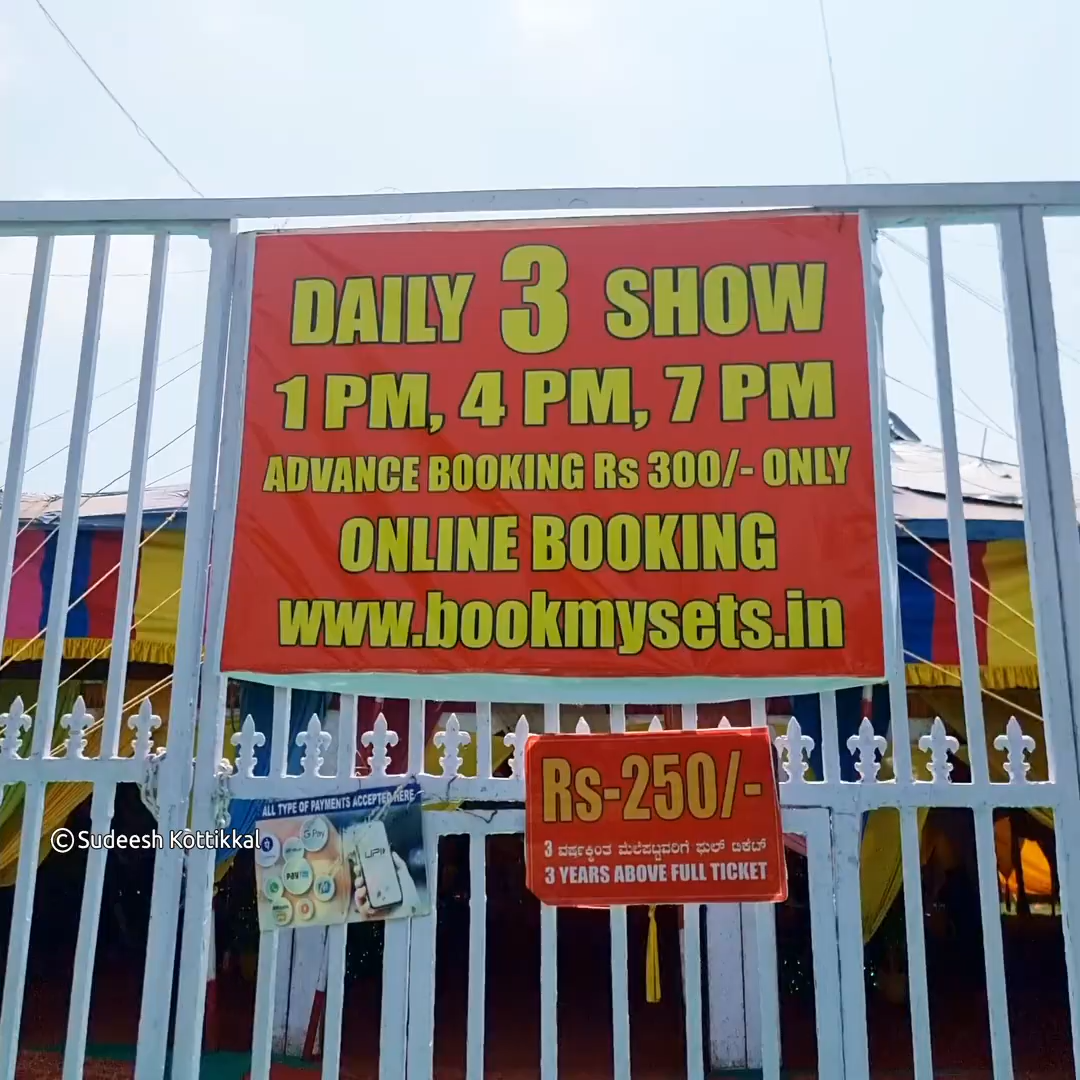 DAILY 3 SHOW
1 PM, 4 PM, 7 PM
ADVANCE BOOKING Rs 300/- ONLY
ONLINE BOOKING
www.bookmysets.in
Rs-250/-
3 ವರ್ಷಕ್ಕಿಂತ ಮೇಲೆಪಟ್ಟವರಿಗೆ ಫುಲ್ ಟಿಕೆಟ್
3 YEARS ABOVE FULL TICKET
ALL TYPE OF PAYMENTS ACCEPTED HERE
G Pay
UPI
Paytm
©Sudeesh Kottikkal